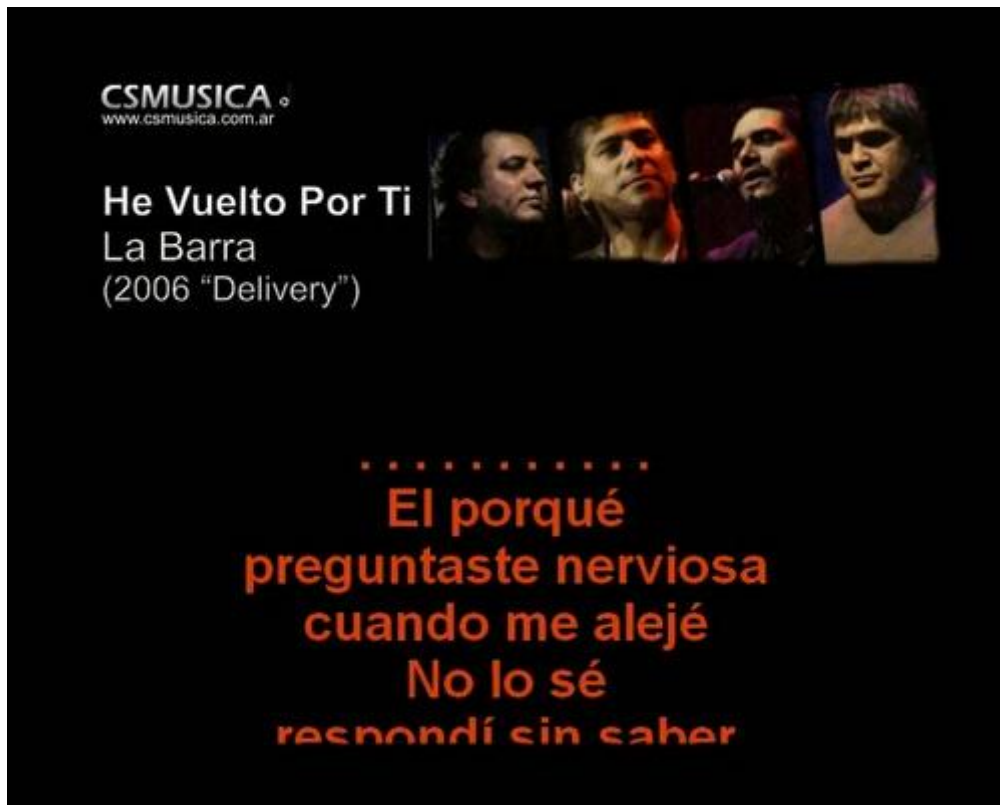 CSMUSICA
www.csmusica.com.ar
He Vuelto Por Ti
La Barra
(2006 “Delivery”)
. . . . . . . . . . .
El porqué
preguntaste nerviosa
cuando me alejé
No lo sé
respondí sin saber